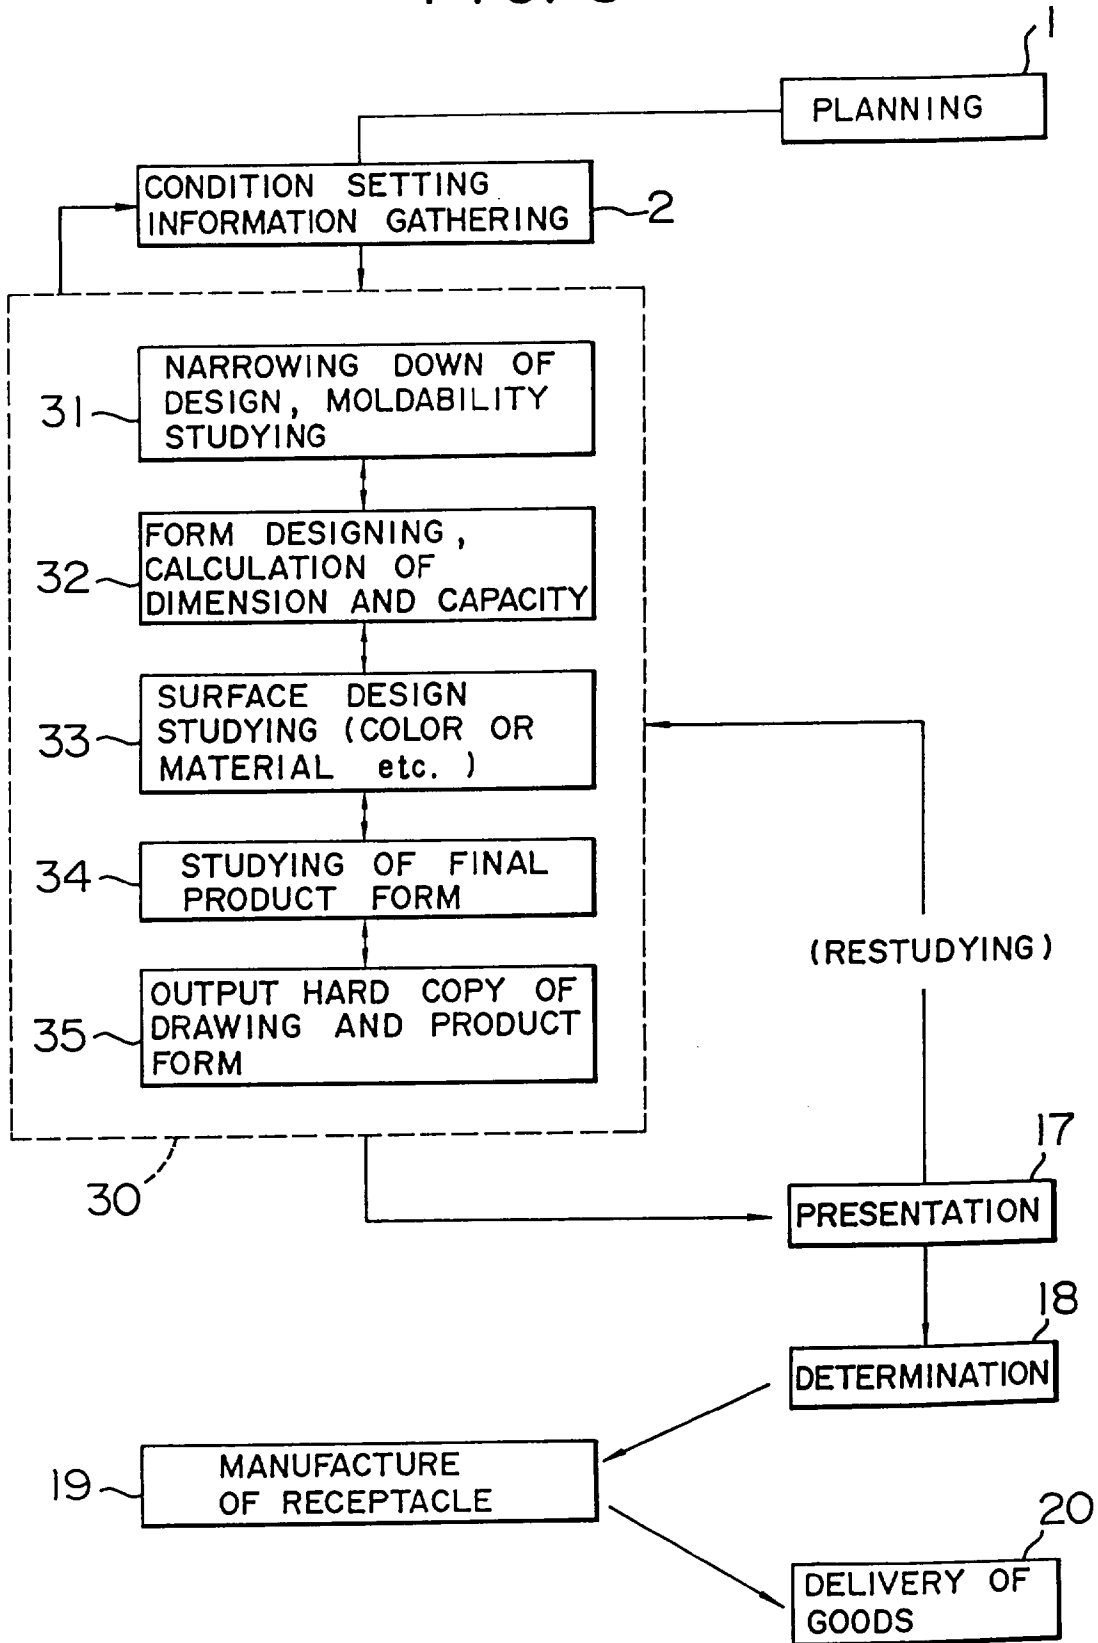 1
PLANNING
CONDITION SETTING
INFORMATION GATHERING
2
NARROWING DOWN OF
DESIGN, MOLDABILITY
STUDYING
31
FORM DESIGNING,
CALCULATION OF
DIMENSION AND CAPACITY
32
SURFACE DESIGN
STUDYING (COLOR OR
MATERIAL etc.)
33
STUDYING OF FINAL
PRODUCT FORM
34
(RESTUDYING)
OUTPUT HARD COPY OF
DRAWING AND PRODUCT
FORM
35
30
17
PRESENTATION
18
DETERMINATION
MANUFACTURE
OF RECEPTACLE
19
20
DELIVERY OF
GOODS